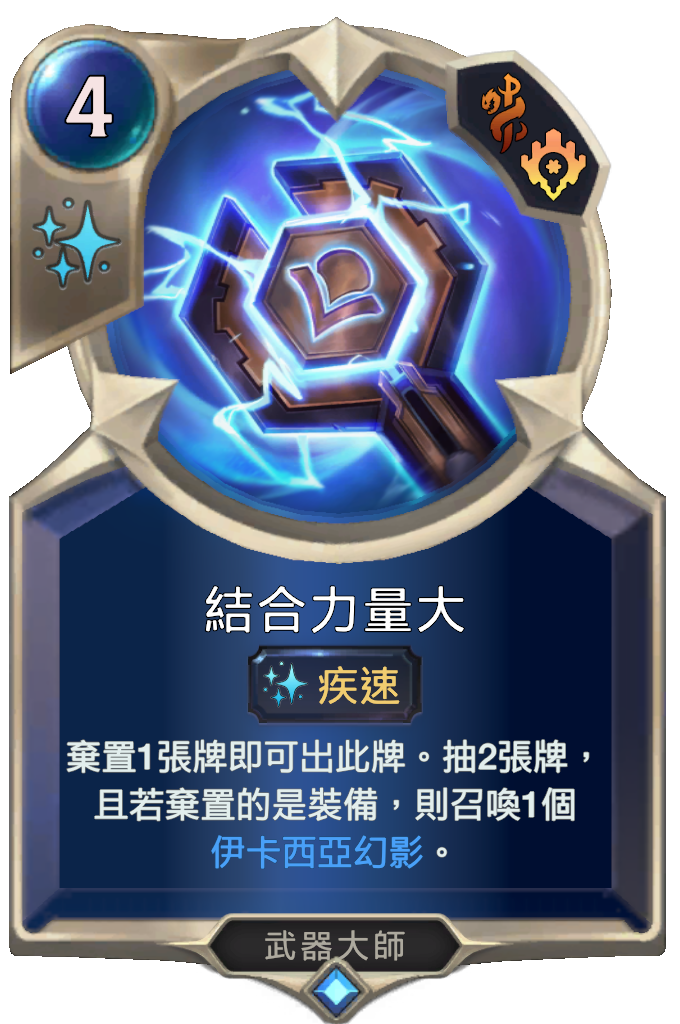 4
結合力量大
疾速
棄置1張牌即可出此牌。抽2張牌，
且若棄置的是裝備，則召喚1個
伊卡西亞幻影。
武器大師